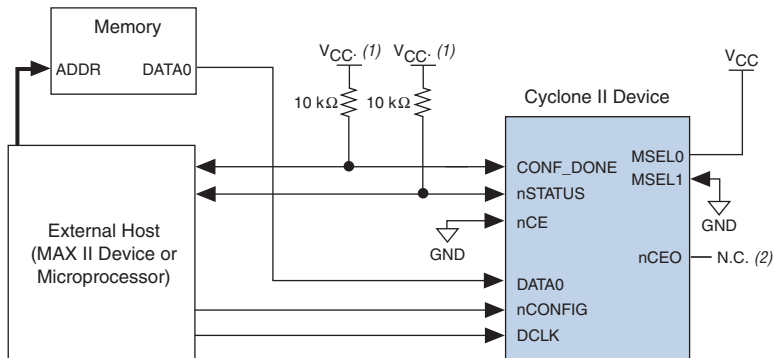 Memory
ADDR DATA0
VCC. (1) VCC. (1)
10 kΩ 10 kΩ
VCC
Cyclone II Device
MSEL0
CONF_DONE
MSEL1
nSTATUS
nCE
GND
GND
External Host
(MAX II Device or
Microprocessor)
nCEO N.C. (2)
DATA0
nCONFIG
DCLK